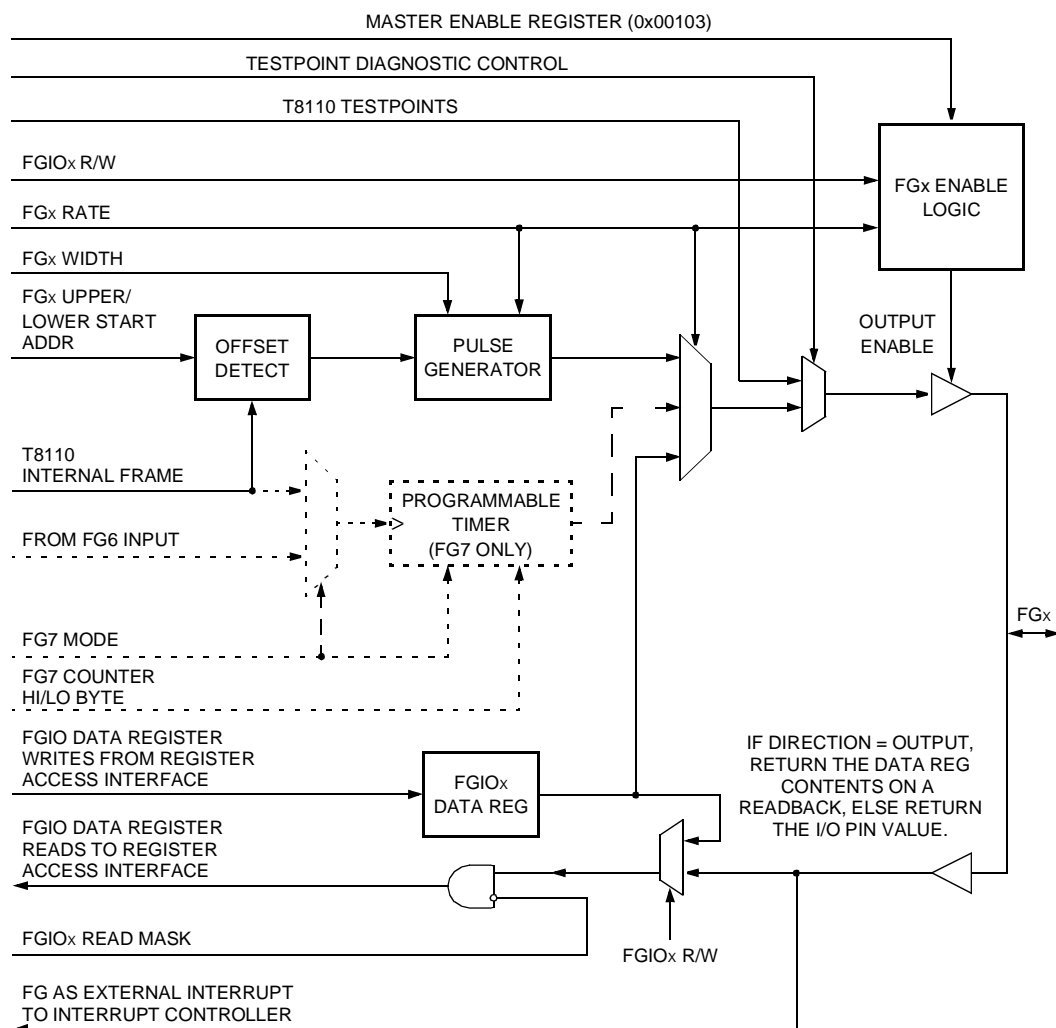 MASTER ENABLE REGISTER (0x00103)
TESTPOINT DIAGNOSTIC CONTROL
T8110 TESTPOINTS
FGIOx R/W
FGx ENABLE
LOGIC
FGx RATE
FGx WIDTH
FGx UPPER/
LOWER START
ADDR
OFFSET
DETECT
PULSE
GENERATOR
OUTPUT
ENABLE
T8110
INTERNAL FRAME
PROGRAMMABLE
TIMER
(FG7 ONLY)
FROM FG6 INPUT
FG7 MODE
FGx
FG7 COUNTER
HI/LO BYTE
FGIO DATA REGISTER
WRITES FROM REGISTER
ACCESS INTERFACE
FGIOx
DATA REG
IF DIRECTION = OUTPUT,
RETURN THE DATA REG
CONTENTS ON A
READBACK, ELSE RETURN
THE I/O PIN VALUE.
FGIO DATA REGISTER
READS TO REGISTER
ACCESS INTERFACE
FGIOx READ MASK
FGIOx R/W
FG AS EXTERNAL INTERRUPT
TO INTERRUPT CONTROLLER